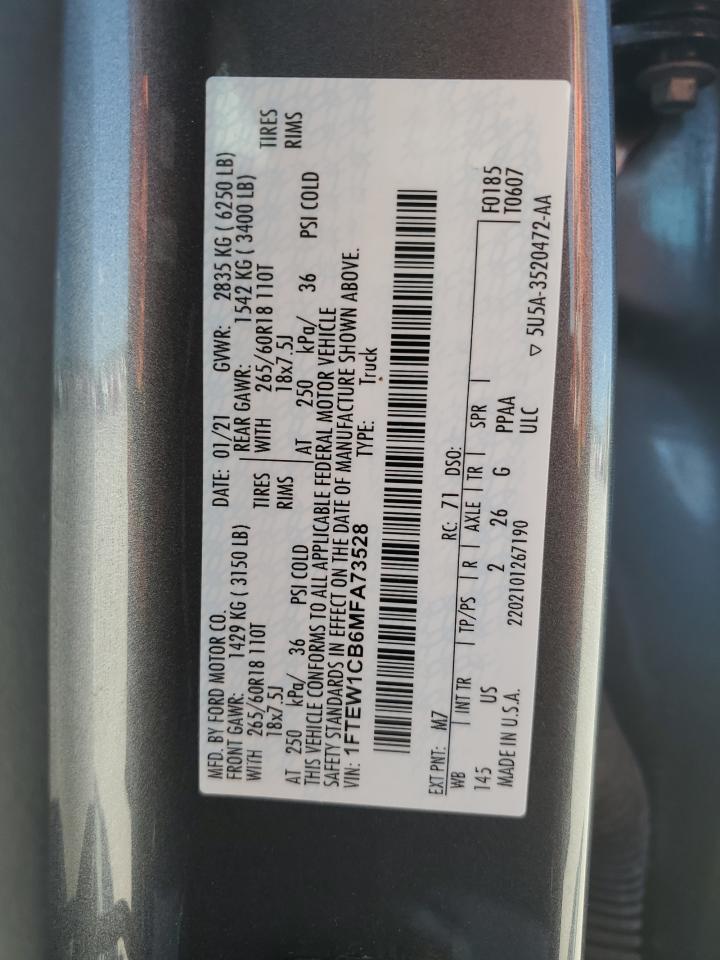 MFD. BY FORD MOTOR CO.
DATE: 01/21 GVWR: 2835 KG ( 6250 LB)
FRONT GAWR: 1429 KG ( 3150 LB) REAR GAWR: 1542 KG ( 3400 LB)
WITH 265/60R18 110T TIRES WITH 265/60R18 110T TIRES
18x7.5J RIMS 18x7.5J RIMS
AT 250 kPa/ 36 PSI COLD AT 250 kPa/ 36 PSI COLD
THIS VEHICLE CONFORMS TO ALL APPLICABLE FEDERAL MOTOR VEHICLE
SAFETY STANDARDS IN EFFECT ON THE DATE OF MANUFACTURE SHOWN ABOVE.
VIN: 1FTEW1CB6MFA73528 TYPE: Truck
EXT PNT: M7 RC: 71 DSO:
WB INT TR TP/PS R AXLE TR SPR F0185
145 US 2 26 G PPAA T0607
ULC
MADE IN U.S.A. 2202101267190
▽ 5U5A-3520472-AA